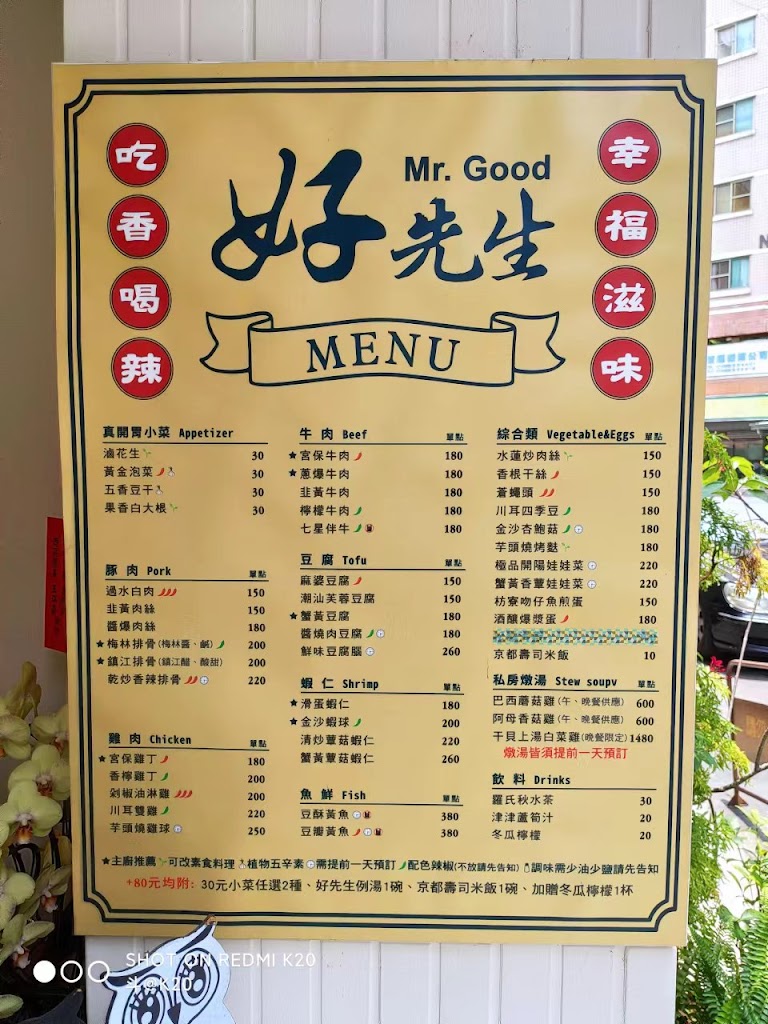 吃香喝辣
幸福滋味
Mr. Good
好先生
MENU
真開胃小菜 Appetizer
滷花生 30
黃金泡菜 30
五香豆干 30
果香白大根 30
豚肉 Pork 單點
過水白肉 150
韭黃肉絲 150
醬爆肉絲 180
★梅林排骨(梅林醬、鹹) 200
★鎮江排骨(鎮江醋、酸甜) 200
乾炒香辣排骨 220
雞肉 Chicken 單點
★宮保雞丁 180
香檸雞丁 200
剁椒油淋雞 200
川耳雙雞 220
芋頭燒雞球 250
牛肉 Beef 單點
★宮保牛肉 180
★蔥爆牛肉 180
韭黃牛肉 180
檸檬牛肉 180
七星伴牛 180
豆腐 Tofu 單點
麻婆豆腐 150
潮汕芙蓉豆腐 150
★蟹黃豆腐 180
醬燒肉豆腐 180
鮮味豆腐腦 260
蝦仁 Shrimp 單點
★滑蛋蝦仁 180
★金沙蝦球 200
清炒蕈菇蝦仁 220
蟹黃蕈菇蝦仁 260
魚鮮 Fish 單點
豆酥黃魚 380
豆瓣黃魚 380
綜合類 Vegetable&Eggs 單點
水蓮炒肉絲 150
香根干絲 150
蒼蠅頭 150
川耳四季豆 180
金沙杏鮑菇 180
芋頭燒烤麩 180
極品開陽娃娃菜 220
蟹黃香蕈娃娃菜 220
枋寮吻仔魚煎蛋 150
酒釀爆漿蛋 180
京都壽司米飯 10
私房燉湯 Stew soupv 單點
巴西蘑菇雞(午、晚餐供應) 600
阿母香菇雞(午、晚餐供應) 600
干貝上湯白菜雞(晚餐限定) 1480
燉湯皆須提前一天預訂
飲料 Drinks
羅氏秋水茶 30
津津蘆筍汁 20
冬瓜檸檬 20
★主廚推薦 可改素食料理 植物五辛素 需提前一天預訂 配色辣椒(不放請先告知) 調味需少油少鹽請先告知
+80元均附: 30元小菜任選2種、好先生例湯1碗、京都壽司米飯1碗、加贈冬瓜檸檬1杯
SHOT ON REDMI K20